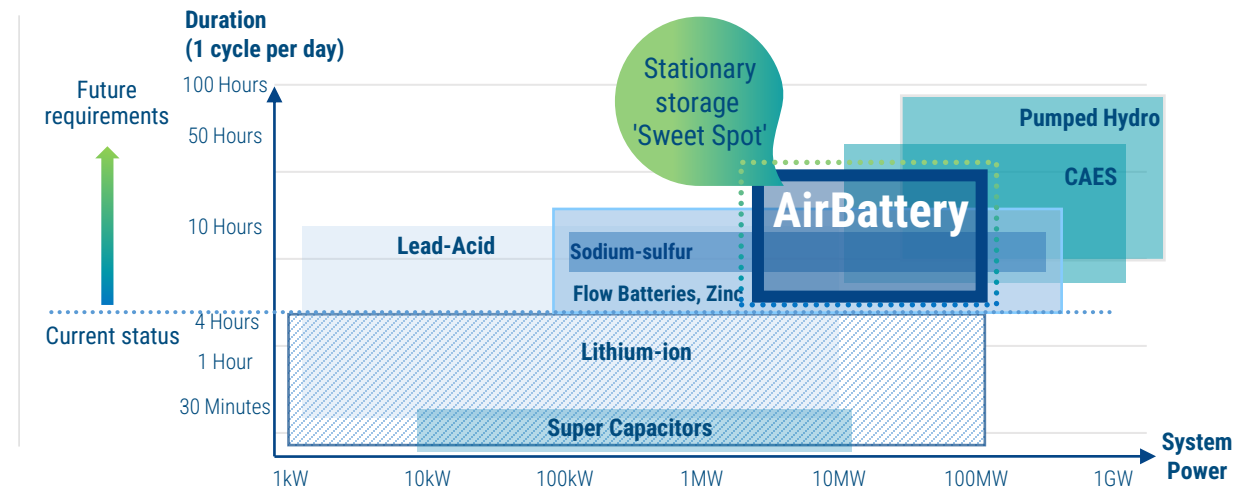 Duration
(1 cycle per day)
Future
requirements
100 Hours
50 Hours
10 Hours
Current status
4 Hours
1 Hour
30 Minutes
Stationary
storage
'Sweet Spot'
Pumped Hydro
CAES
AirBattery
Lead-Acid
Sodium-sulfur
Flow Batteries, Zinc
Lithium-ion
Super Capacitors
System
Power
1kW
10kW
100kW
1MW
10MW
100MW
1GW